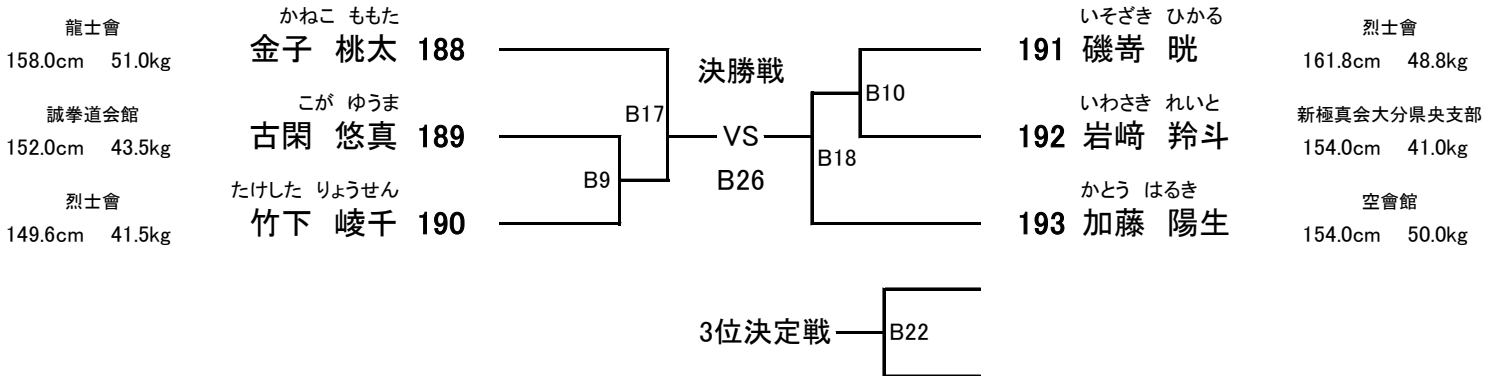 龍士會
158.0cm 51.0kg
かねこ ももた
金子 桃太 188
誠拳道会館
152.0cm 43.5kg
こが ゆうま
古閑 悠真 189
烈士會
149.6cm 41.5kg
たけした りょうせん
竹下 崚千 190
B17
B9
決勝戦
VS
B26
B10
B18
いそざき ひかる
191 磯嵜 晄
烈士會
161.8cm 48.8kg
いわさき れいと
192 岩﨑 羚斗
新極真会大分県央支部
154.0cm 41.0kg
かとう はるき
193 加藤 陽生
空會館
154.0cm 50.0kg
3位決定戦
B22